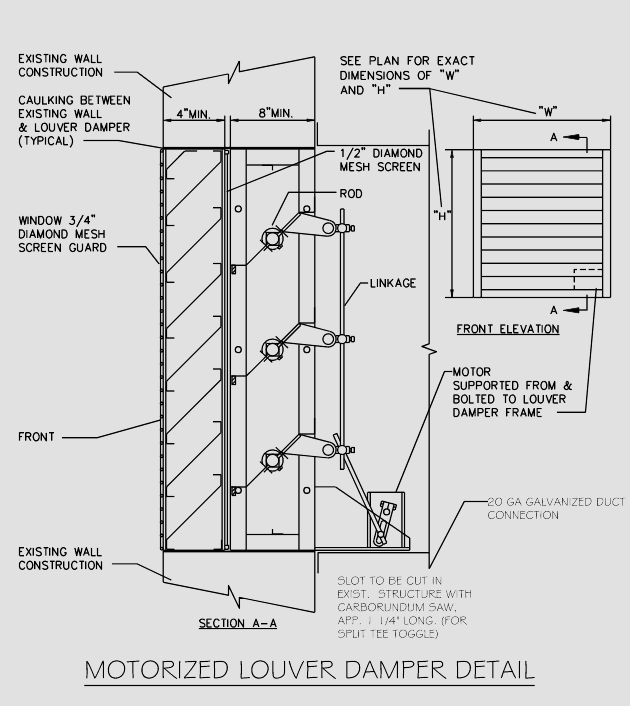 EXISTING WALL
CONSTRUCTION
SEE PLAN FOR EXACT
DIMENSIONS OF "W"
AND "H"
CAULKING BETWEEN
EXISTING WALL
& LOUVER DAMPER
(TYPICAL)
4"MIN.
8"MIN.
"W"
A
1/2" DIAMOND
MESH SCREEN
ROD
"H"
WINDOW 3/4"
DIAMOND MESH
SCREEN GUARD
LINKAGE
A
FRONT ELEVATION
MOTOR
SUPPORTED FROM &
BOLTED TO LOUVER
DAMPER FRAME
FRONT
20 GA GALVANIZED DUCT
CONNECTION
EXISTING WALL
CONSTRUCTION
SLOT TO BE CUT IN
EXIST. STRUCTURE WITH
CARBORUNDUM SAW,
APP. 1 1/4" LONG. (FOR
SPLIT TEE TOGGLE)
SECTION A-A
MOTORIZED LOUVER DAMPER DETAIL